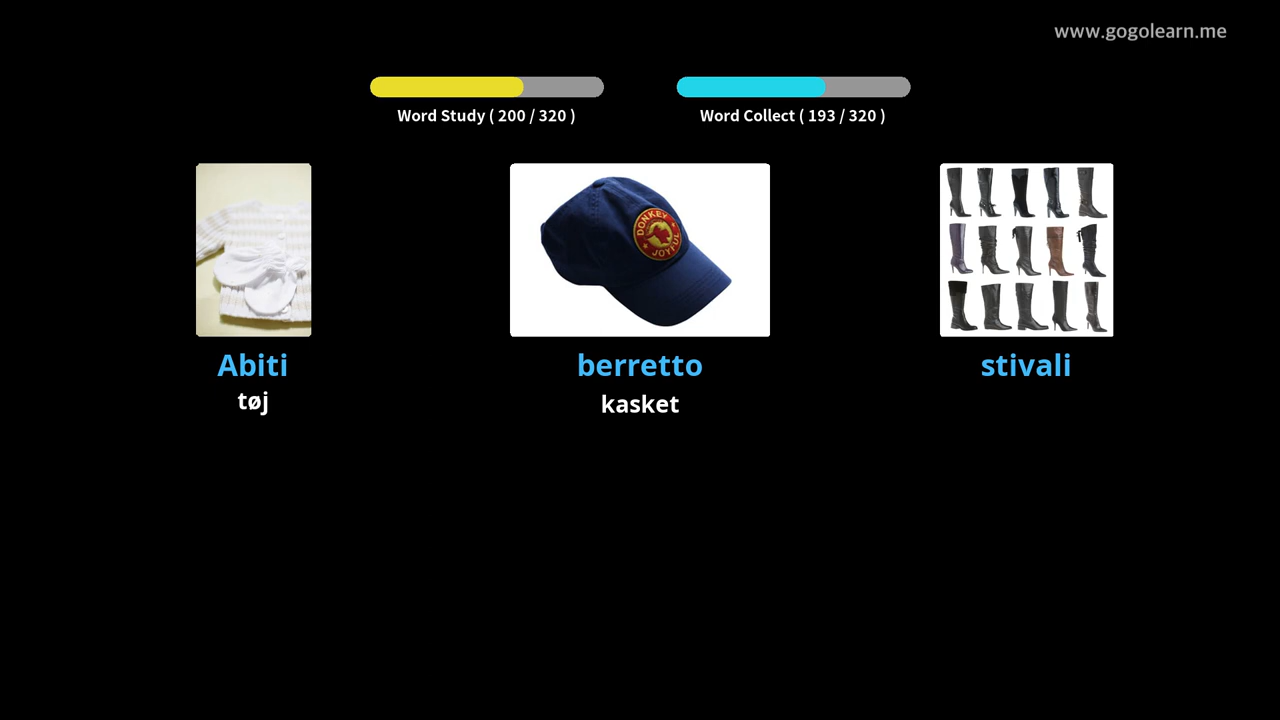 www.gogolearn.me
Word Study ( 200 / 320 )
Word Collect ( 193 / 320 )
DONKEY
JOYFUL
Abiti
berretto
stivali
tøj
kasket